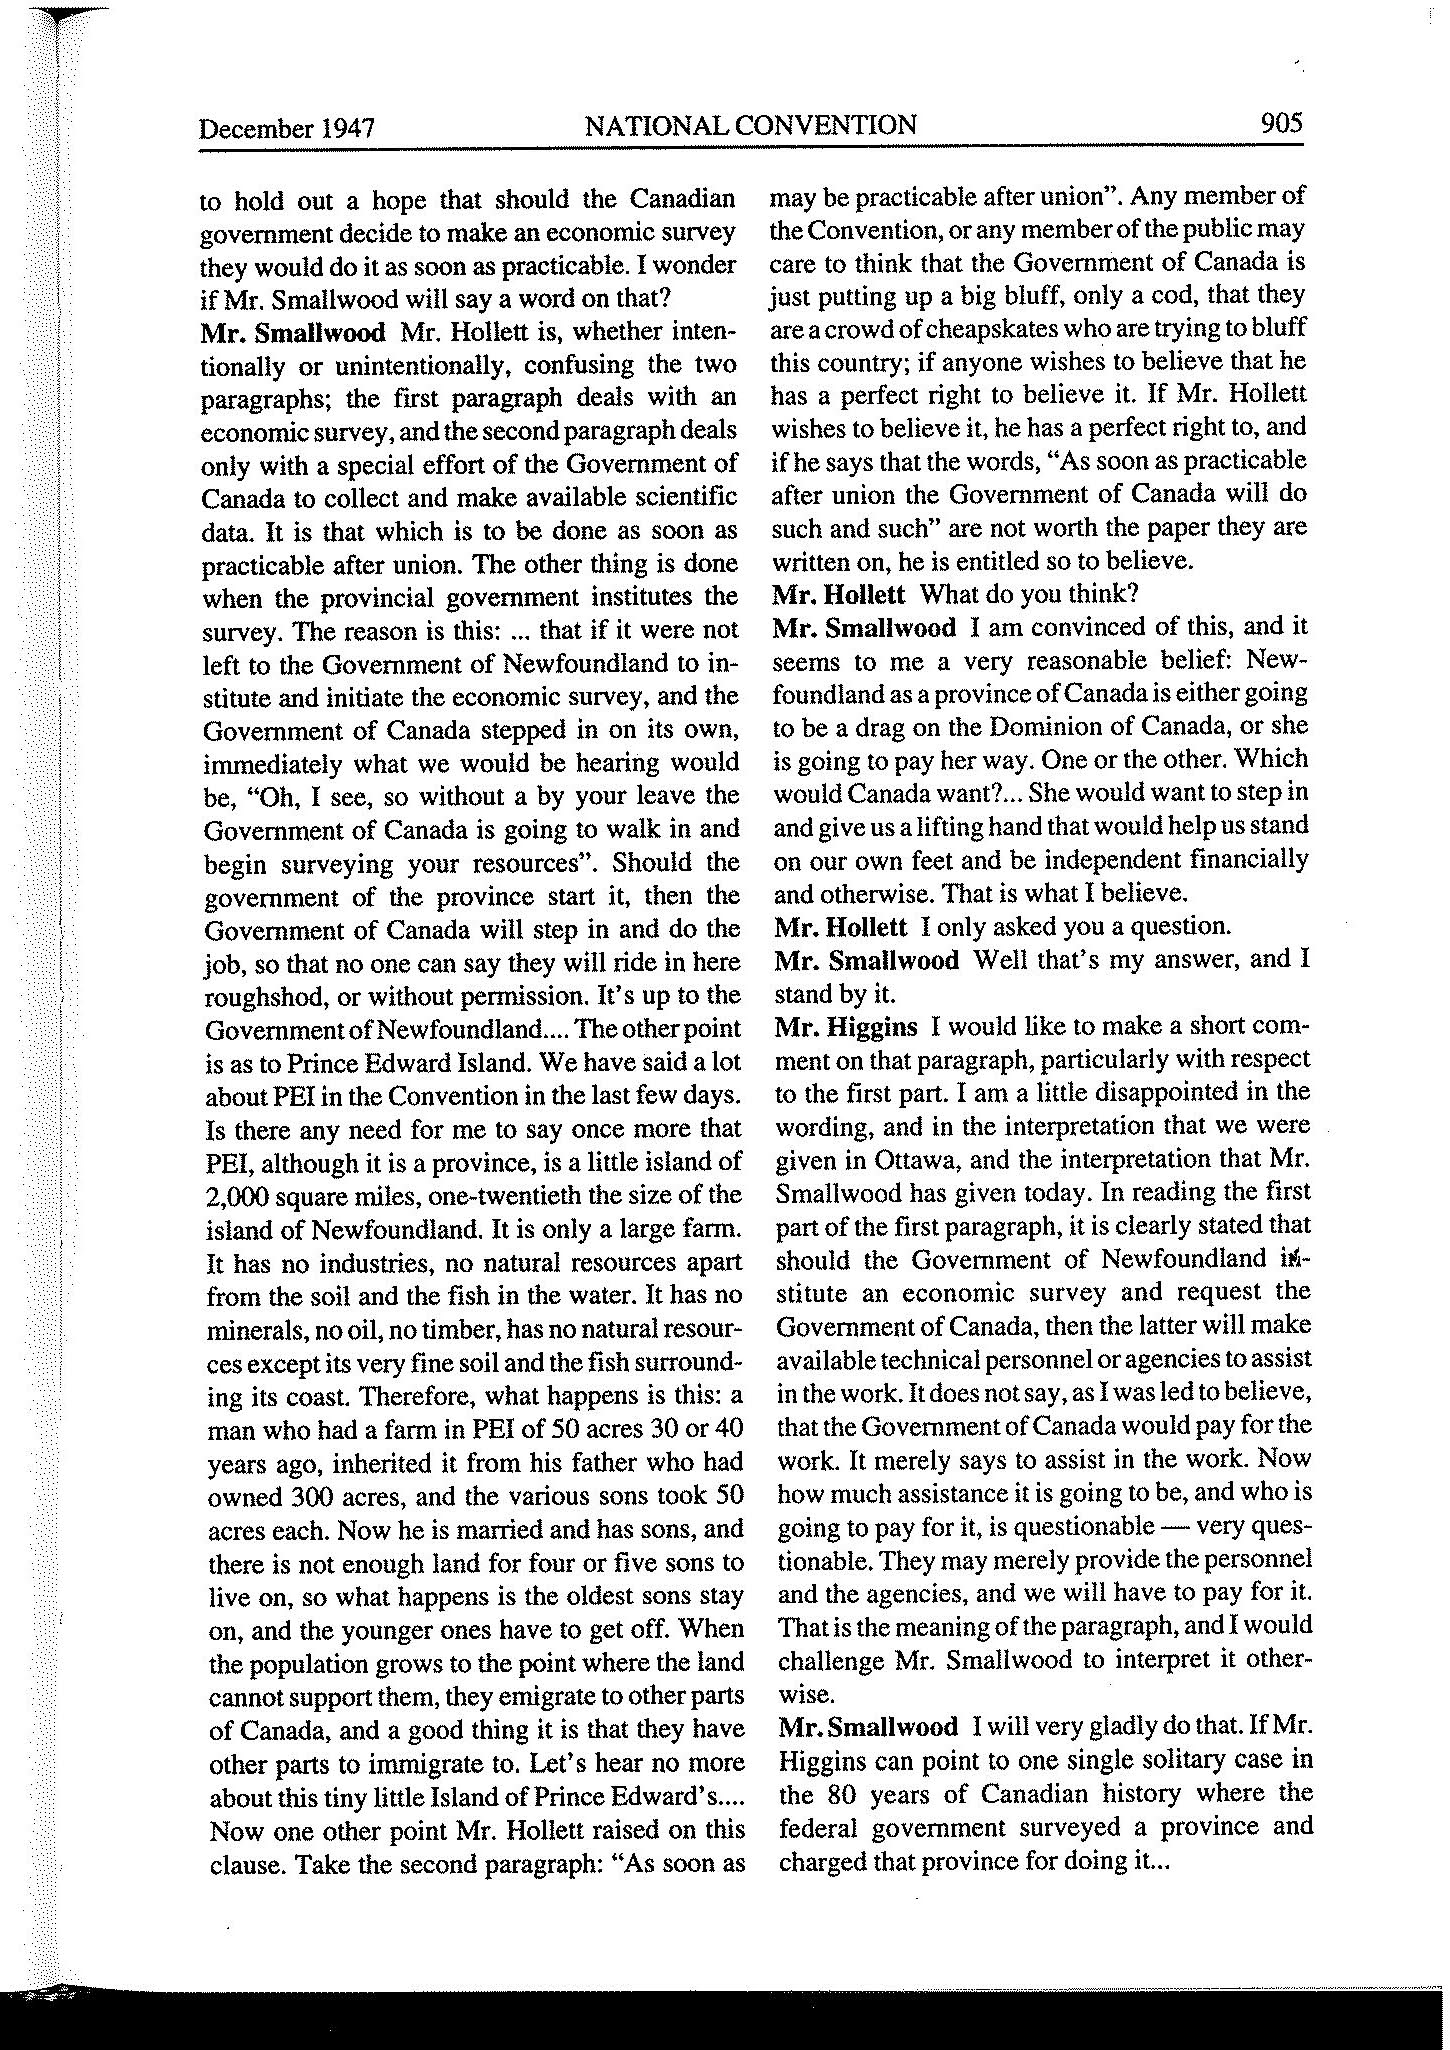 December 1947
NATIONAL CONVENTION
905
to hold out a hope that should the Canadian
government decide to make an economic survey
they would do it as soon as practicable. I wonder
if Mr. Smallwood will say a word on that?
Mr. Smallwood Mr. Hollett is, whether inten-
tionally or unintentionally, confusing the two
paragraphs; the first paragraph deals with an
economic survey, and the second paragraph deals
only with a special effort of the Government of
Canada to collect and make available scientific
data. It is that which is to be done as soon as
practicable after union. The other thing is done
when the provincial government institutes the
survey. The reason is this: ... that if it were not
left to the Government of Newfoundland to in-
stitute and initiate the economic survey, and the
Government of Canada stepped in on its own,
immediately what we would be hearing would
be, “Oh, I see, so without a by your leave the
Government of Canada is going to walk in and
begin surveying your resources”. Should the
government of the province start it, then the
Government of Canada will step in and do the
job, so that no one can say they will ride in here
roughshod, or without permission. It's up to the
Government of Newfoundland.... The other point
is as to Prince Edward Island. We have said a lot
about PEI in the Convention in the last few days.
Is there any need for me to say once more that
PEI, although it is a province, is a little island of
2,000 square miles, one-twentieth the size of the
island of Newfoundland. It is only a large farm.
It has no industries, no natural resources apart
from the soil and the fish in the water. It has no
minerals, no oil, no timber, has no natural resour-
ces except its very fine soil and the fish surround-
ing its coast. Therefore, what happens is this: a
man who had a farm in PEI of 50 acres 30 or 40
years ago, inherited it from his father who had
owned 300 acres, and the various sons took 50
acres each. Now he is married and has sons, and
there is not enough land for four or five sons to
live on, so what happens is the oldest sons stay
on, and the younger ones have to get off. When
the population grows to the point where the land
cannot support them, they emigrate to other parts
of Canada, and a good thing it is that they have
other parts to immigrate to. Let's hear no more
about this tiny little Island of Prince Edward's....
Now one other point Mr. Hollett raised on this
clause. Take the second paragraph: “As soon as
may be practicable after union”. Any member of
the Convention, or any member of the public may
care to think that the Government of Canada is
just putting up a big bluff, only a cod, that they
are a crowd of cheapskates who are trying to bluff
this country; if anyone wishes to believe that he
has a perfect right to believe it. If Mr. Hollett
wishes to believe it, he has a perfect right to, and
if he says that the words, “As soon as practicable
after union the Government of Canada will do
such and such” are not worth the paper they are
written on, he is entitled so to believe.
Mr. Hollett What do you think?
Mr. Smallwood I am convinced of this, and it
seems to me a very reasonable belief: New-
foundland as a province of Canada is either going
to be a drag on the Dominion of Canada, or she
is going to pay her way. One or the other. Which
would Canada want?... She would want to step in
and give us a lifting hand that would help us stand
on our own feet and be independent financially
and otherwise. That is what I believe.
Mr. Hollett I only asked you a question.
Mr. Smallwood Well that's my answer, and I
stand by it.
Mr. Higgins I would like to make a short com-
ment on that paragraph, particularly with respect
to the first part. I am a little disappointed in the
wording, and in the interpretation that we were
given in Ottawa, and the interpretation that Mr.
Smallwood has given today. In reading the first
part of the first paragraph, it is clearly stated that
should the Government of Newfoundland in-
stitute an economic survey and request the
Government of Canada, then the latter will make
available technical personnel or agencies to assist
in the work. It does not say, as I was led to believe,
that the Government of Canada would pay for the
work. It merely says to assist in the work. Now
how much assistance it is going to be, and who is
going to pay for it, is questionable — very ques-
tionable. They may merely provide the personnel
and the agencies, and we will have to pay for it.
That is the meaning of the paragraph, and I would
challenge Mr. Smallwood to interpret it other-
wise.
Mr. Smallwood I will very gladly do that. If Mr.
Higgins can point to one single solitary case in
the 80 years of Canadian history where the
federal government surveyed a province and
charged that province for doing it...